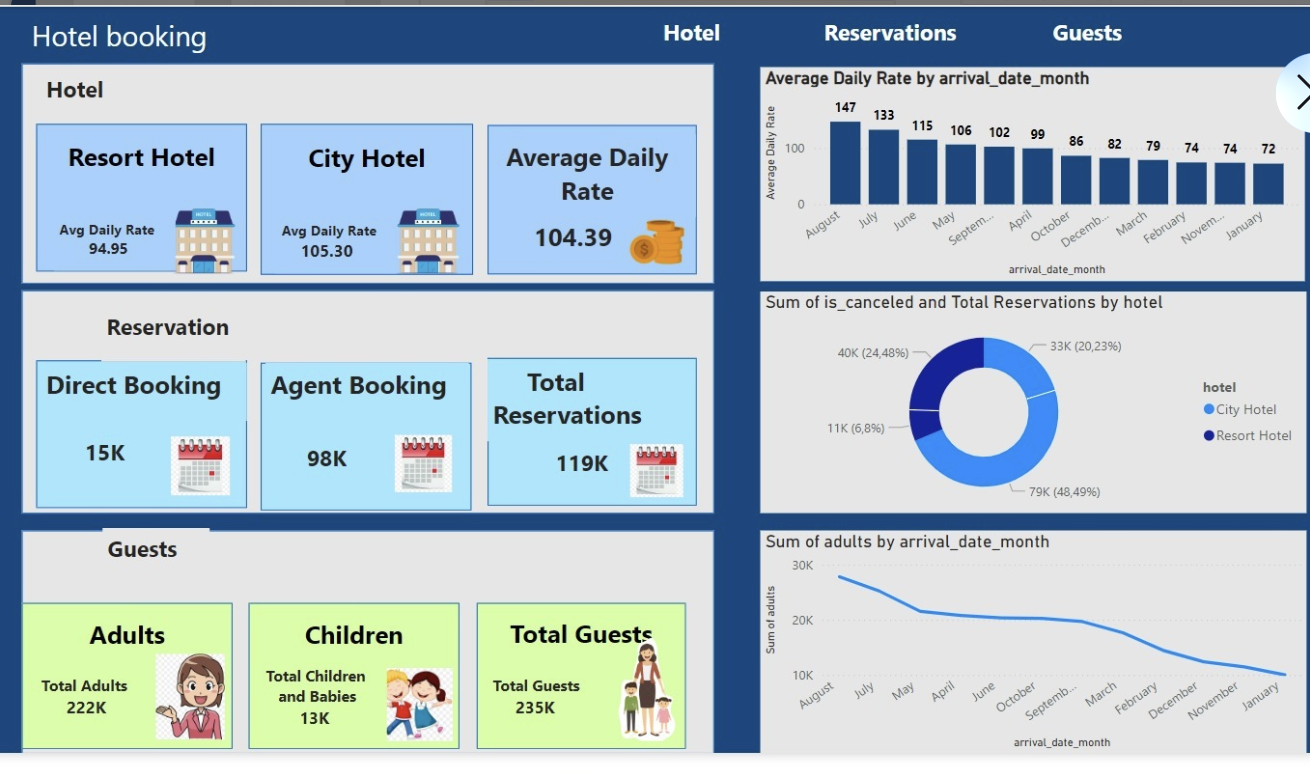 Hotel booking
Hotel
Reservations
Guests
Hotel
Resort Hotel
Avg Daily Rate
94.95
HOTEL
City Hotel
Avg Daily Rate
105.30
HOTEL
Average Daily
Rate
104.39
Reservation
Direct Booking
15K
Agent Booking
98K
Total
Reservations
119K
Guests
Adults
Total Adults
222K
Children
Total Children
and Babies
13K
Total Guests
Total Guests
235K
Average Daily Rate by arrival_date_month
Average Daily Rate
100
0
147
133
115
106
102
99
86
82
79
74
74
72
August
July
June
May
Septem...
April
October
Decemb...
March
February
Novem...
January
arrival_date_month
Sum of is_canceled and Total Reservations by hotel
40K (24,48%)
33K (20,23%)
11K (6,8%)
79K (48,49%)
hotel
City Hotel
Resort Hotel
Sum of adults by arrival_date_month
Sum of adults
30K
20K
10K
August
July
May
April
June
October
Septemb...
March
February
December
November
January
arrival_date_month